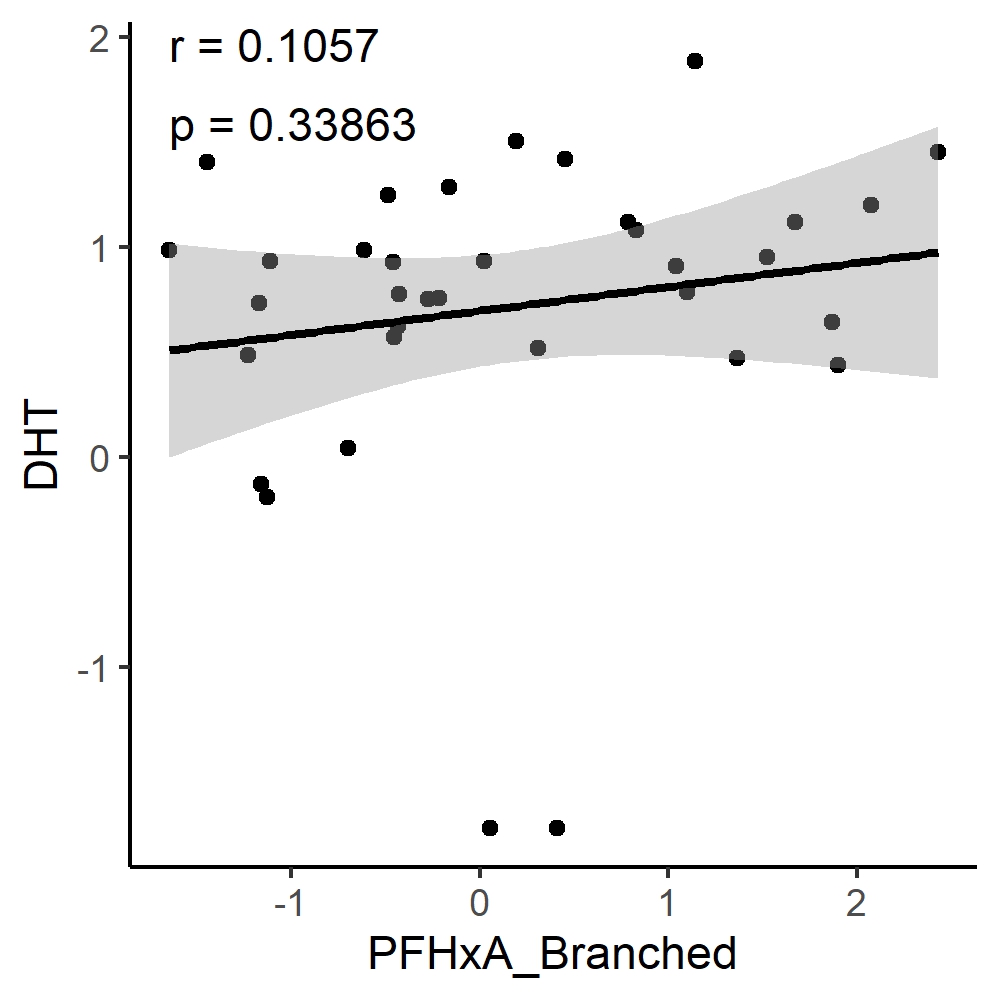 r = 0.1057
p = 0.33863
2
1
0
-1
DHT
-1 0 1 2
PFHxA_Branched